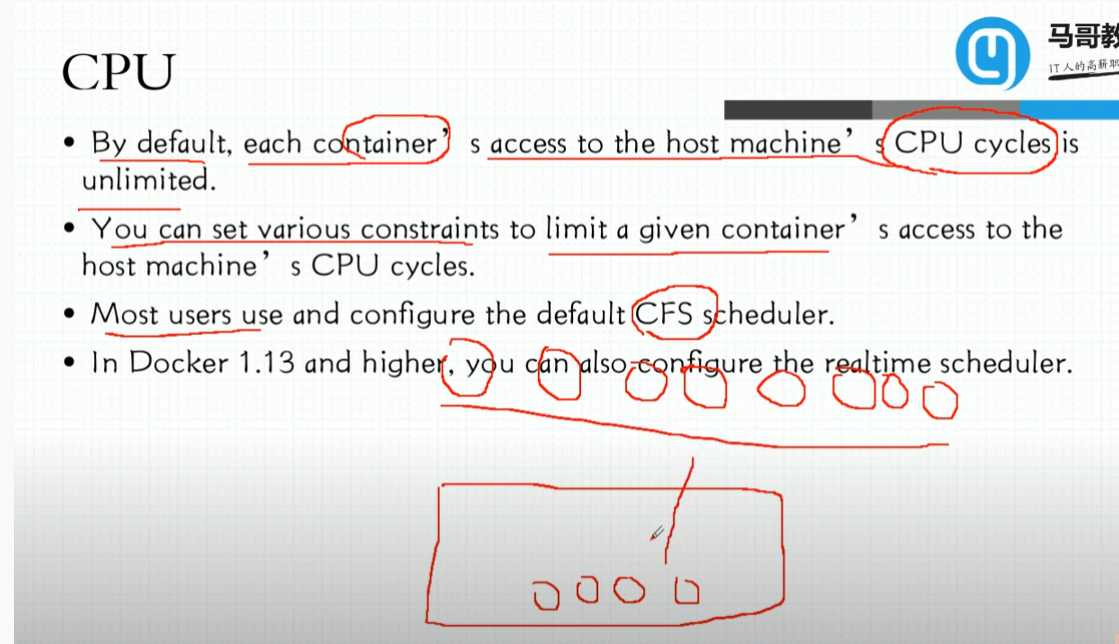 马哥教
IT人的高薪职
CPU
• By default, each container’s access to the host machine’s CPU cycles is
unlimited.
• You can set various constraints to limit a given container’s access to the
host machine’s CPU cycles.
• Most users use and configure the default CFS scheduler.
• In Docker 1.13 and higher, you can also configure the realtime scheduler.